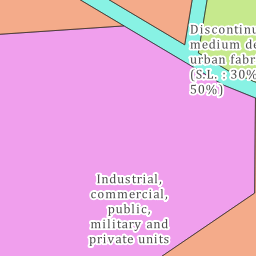 Discontinu
medium de
urban fabr
(S.L. : 30%
50%)
Industrial,
commercial,
public,
military and
private units